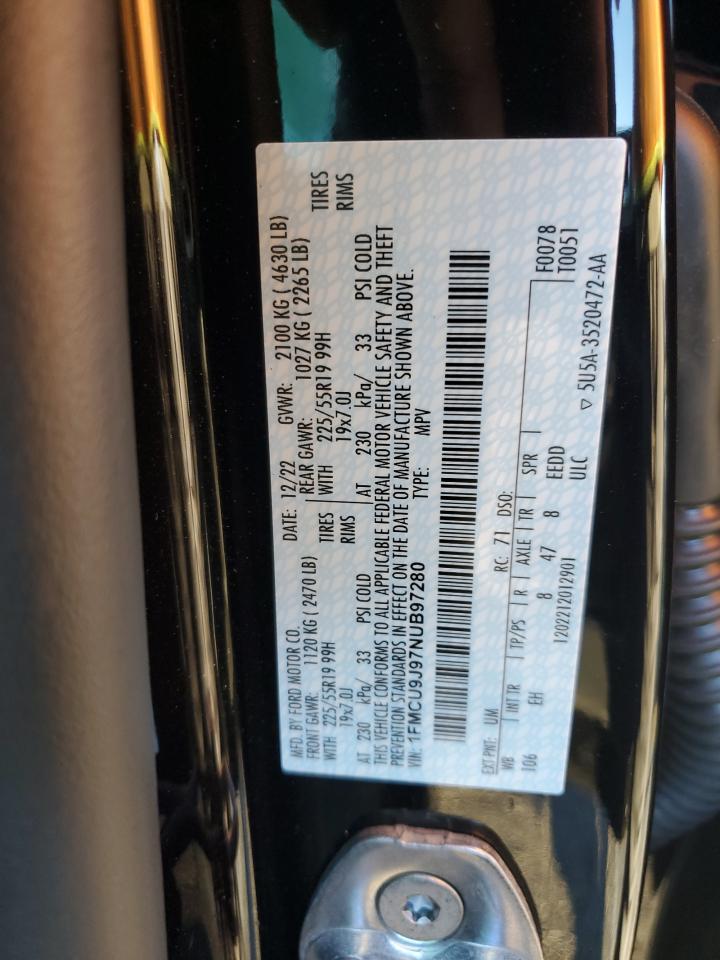 MFD. BY FORD MOTOR CO. DATE: 12/22 GVWR: 2100 KG ( 4630 LB)
FRONT GAWR: 1120 KG ( 2470 LB) REAR GAWR: 1027 KG ( 2265 LB)
WITH 225/55R19 99H TIRES WITH 225/55R19 99H TIRES
19x7.0J RIMS 19x7.0J RIMS
AT 230 kPa/ 33 PSI COLD AT 230 kPa/ 33 PSI COLD
THIS VEHICLE CONFORMS TO ALL APPLICABLE FEDERAL MOTOR VEHICLE SAFETY AND THEFT
PREVENTION STANDARDS IN EFFECT ON THE DATE OF MANUFACTURE SHOWN ABOVE.
VIN: 1FMCU9J97NUB97280 TYPE: MPV
EXT PNT: UM RC: 71 DSO: F0078
WB INT TR TP/PS R AXLE TR SPR T0051
106 EH 8 47 8 EEDD
1202212012901 ULC
▽ 5U5A-3520472-AA